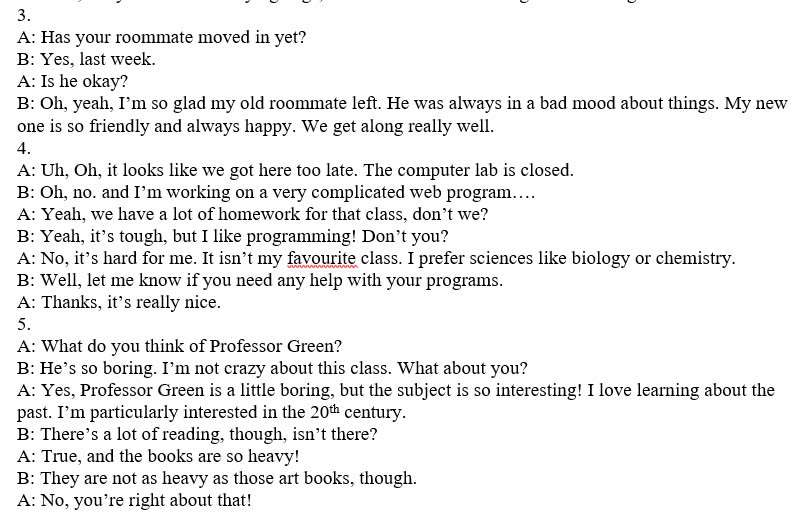 3.
A: Has your roommate moved in yet?
B: Yes, last week.
A: Is he okay?
B: Oh, yeah, I’m so glad my old roommate left. He was always in a bad mood about things. My new
one is so friendly and always happy. We get along really well.
4.
A: Uh, Oh, it looks like we got here too late. The computer lab is closed.
B: Oh, no. and I’m working on a very complicated web program….
A: Yeah, we have a lot of homework for that class, don’t we?
B: Yeah, it’s tough, but I like programming! Don’t you?
A: No, it’s hard for me. It isn’t my favourite class. I prefer sciences like biology or chemistry.
B: Well, let me know if you need any help with your programs.
A: Thanks, it’s really nice.
5.
A: What do you think of Professor Green?
B: He’s so boring. I’m not crazy about this class. What about you?
A: Yes, Professor Green is a little boring, but the subject is so interesting! I love learning about the
past. I’m particularly interested in the 20th century.
B: There’s a lot of reading, though, isn’t there?
A: True, and the books are so heavy!
B: They are not as heavy as those art books, though.
A: No, you’re right about that!